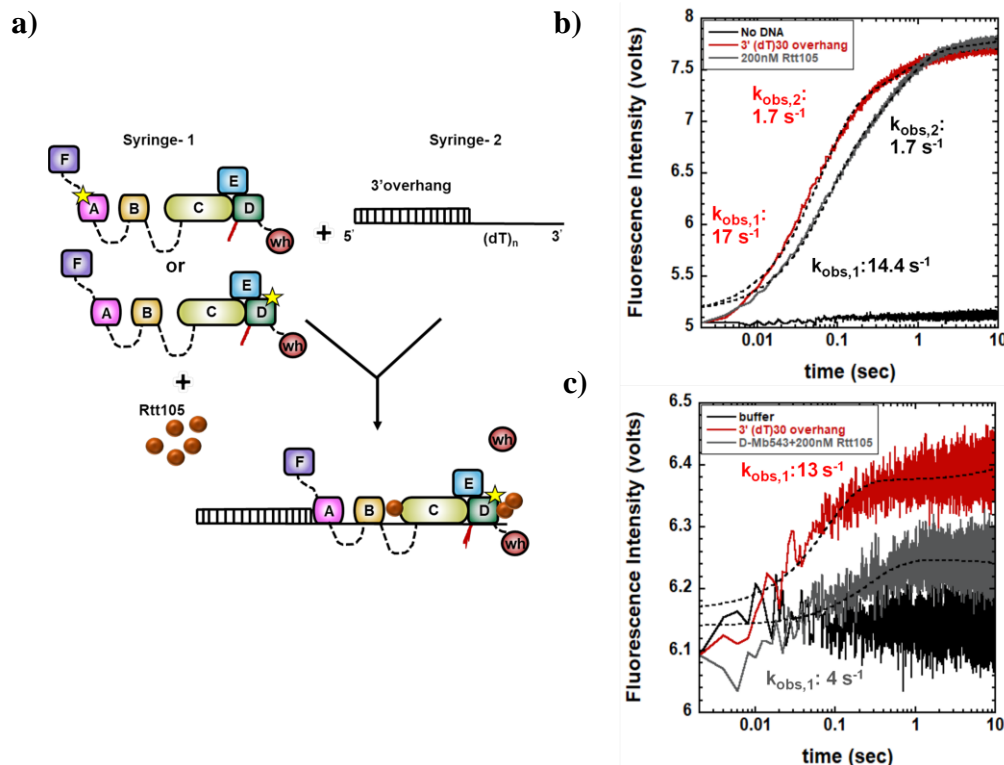 a)
Syringe- 1
Syringe- 2
F
A
B
C
E
D
wh
+
3'overhang
5'
(dT)n
3'
or
F
A
B
C
E
D
wh
+
Rtt105
wh
F
A
B
C
E
D
wh
b)
Fluorescence Intensity (volts)
8
7.5
7
6.5
6
5.5
5
No DNA
3' (dT)30 overhang
200nM Rtt105
kobs,2:
1.7 s-1
kobs,2:
1.7 s-1
kobs,1:
17 s-1
kobs,1:14.4 s-1
0.01
0.1
1
10
time (sec)
c)
Fluorescence Intensity (volts)
6.5
6.4
6.3
6.2
6.1
6
buffer
3' (dT)30 overhang
D-Mb543+200nM Rtt105
kobs,1:13 s-1
kobs,1: 4 s-1
0.01
0.1
1
10
time (sec)